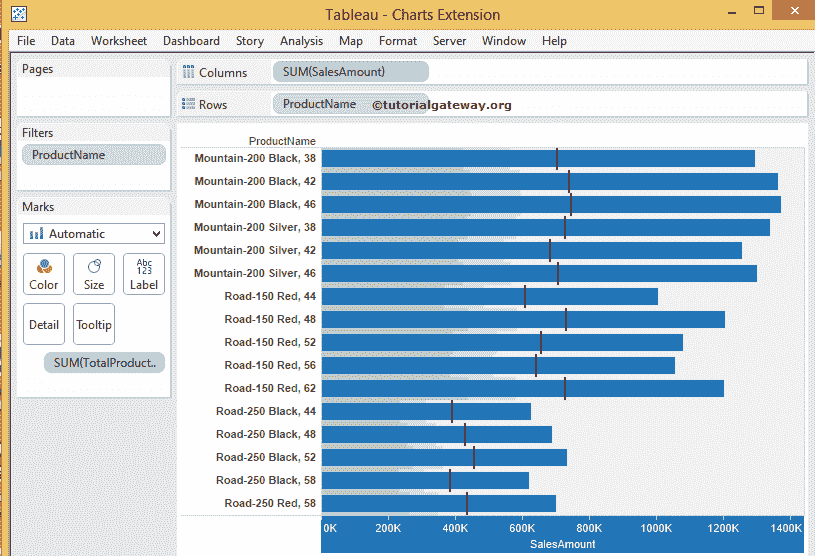 Tableau - Charts Extension
File Data Worksheet Dashboard Story Analysis Map Format Server Window Help
Pages
Columns SUM(SalesAmount)
Rows ProductName ©tutorialgateway.org
Filters
ProductName
Marks
Automatic
Color Size Abc 123 Label
Detail Tooltip
SUM(TotalProduct..
ProductName
Mountain-200 Black, 38
Mountain-200 Black, 42
Mountain-200 Black, 46
Mountain-200 Silver, 38
Mountain-200 Silver, 42
Mountain-200 Silver, 46
Road-150 Red, 44
Road-150 Red, 48
Road-150 Red, 52
Road-150 Red, 56
Road-150 Red, 62
Road-250 Black, 44
Road-250 Black, 48
Road-250 Black, 52
Road-250 Black, 58
Road-250 Red, 58
0K 200K 400K 600K 800K 1000K 1200K 1400K
SalesAmount